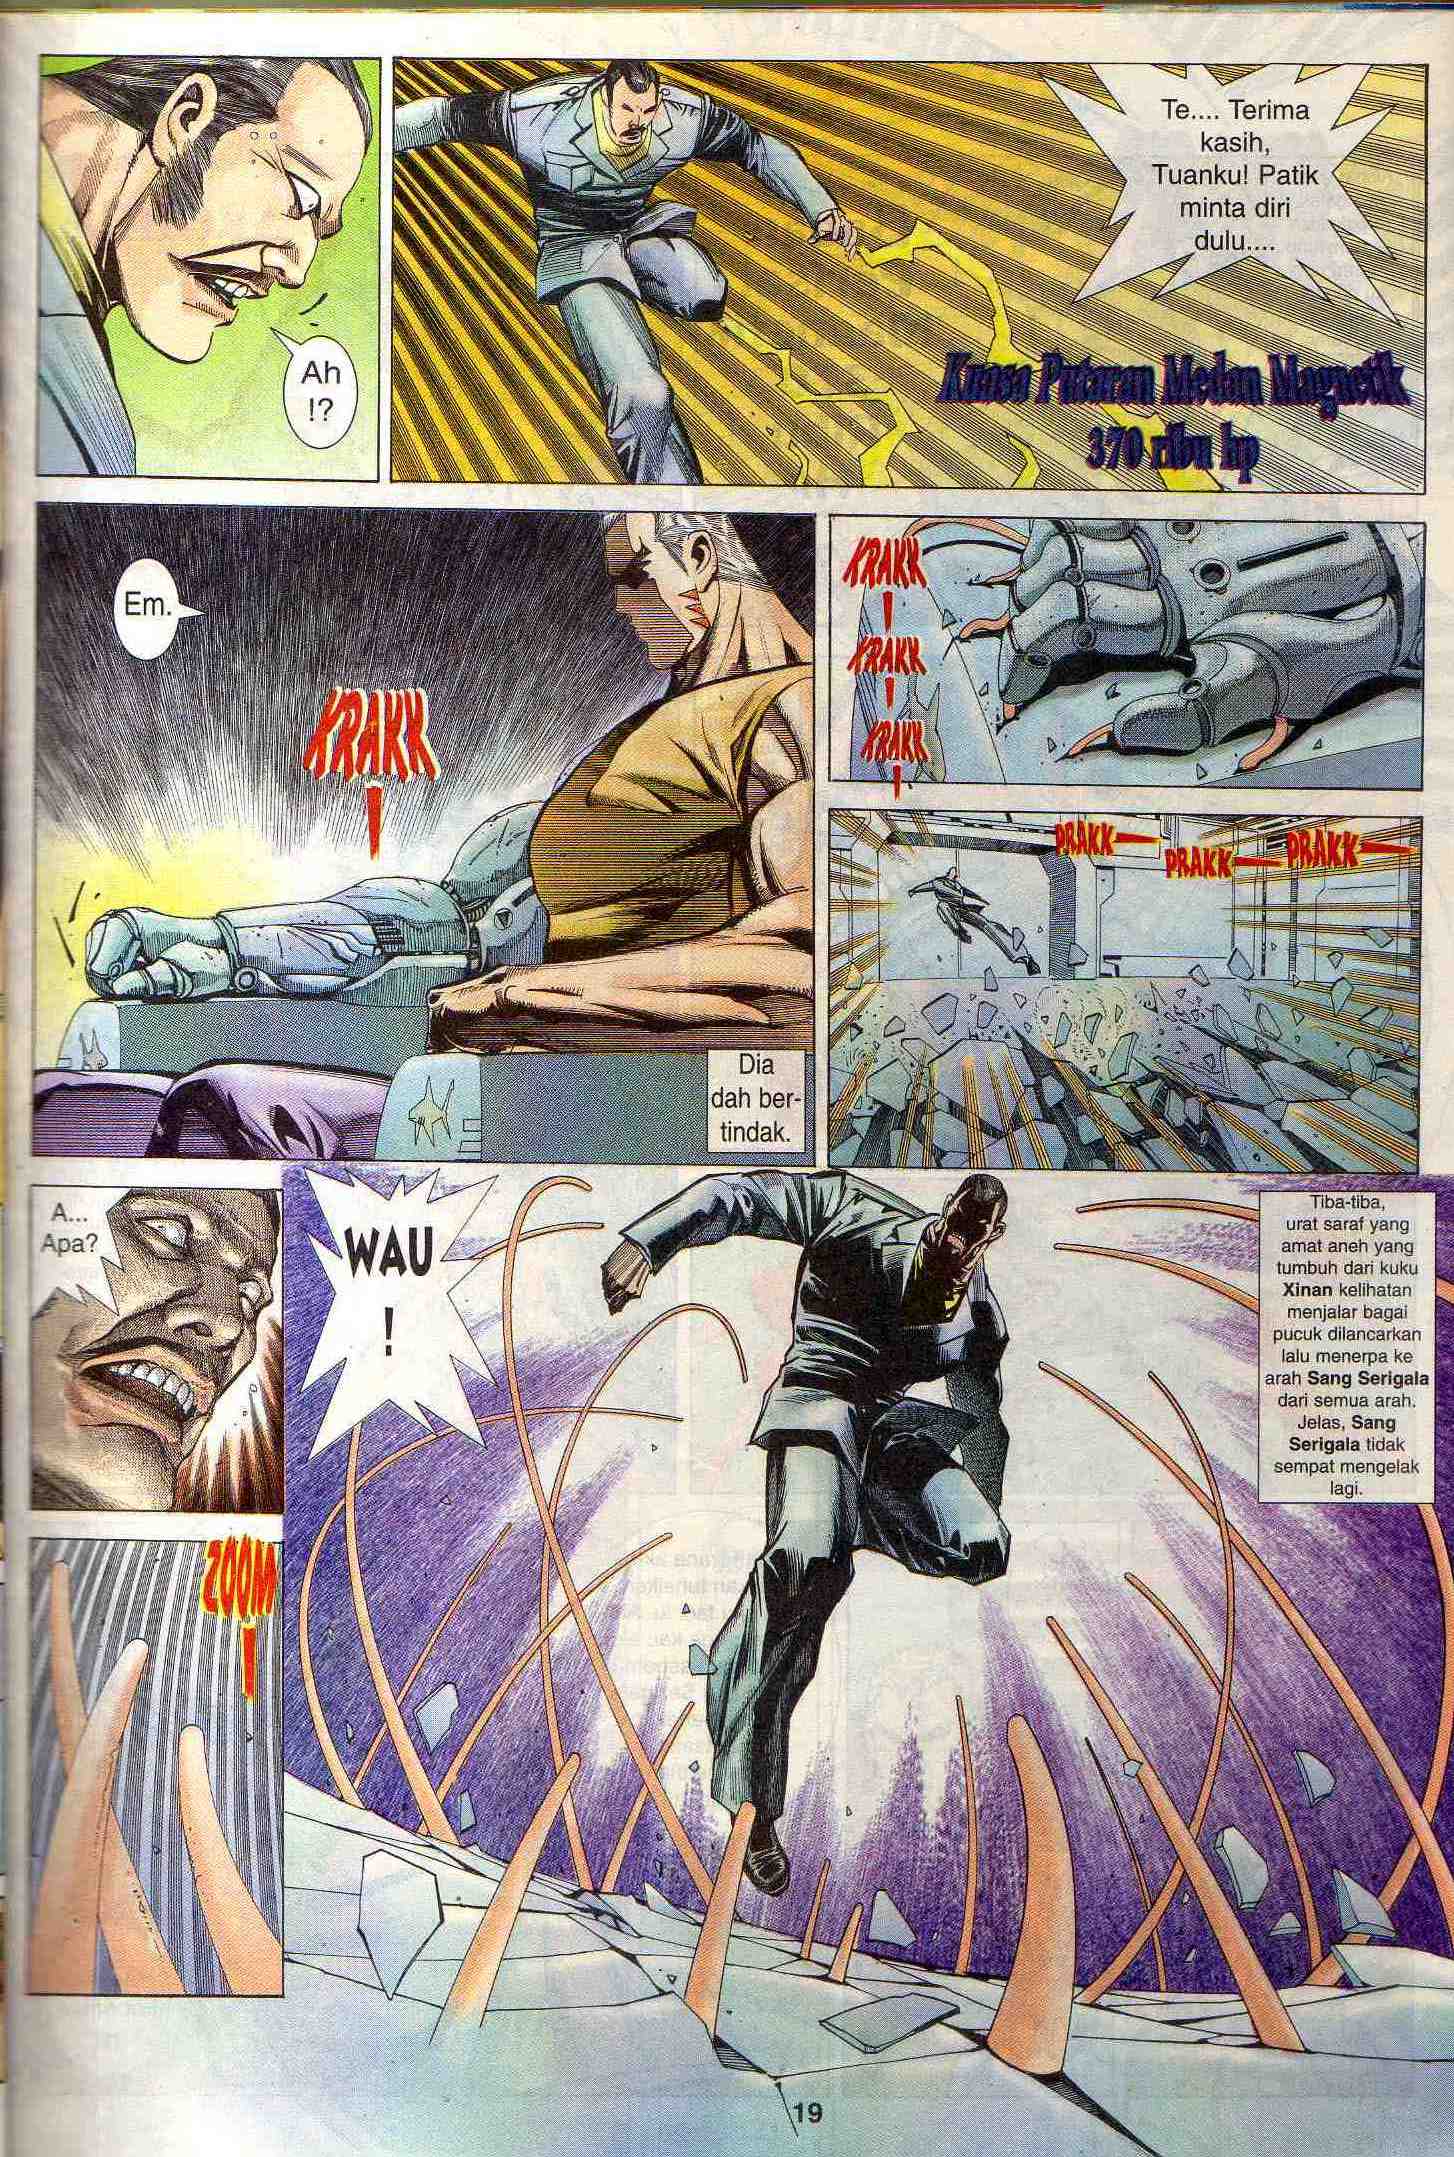 Ah
!?
Te.... Terima
kasih,
Tuanku! Patik
minta diri
dulu....
Kuasa Putaran Medan Magnetik
370 ribu hp
Em.
KRAKK
!
Dia
dah ber-
tindak.
KRAKK
!
KRAKK
!
KRAKK
!
PRAKK
PRAKK
PRAKK
A...
Apa?
WAU
!
Tiba-tiba,
urat saraf yang
amat aneh yang
tumbuh dari kuku
Xinan kelihatan
menjalar bagai
pucuk dilancarkan
lalu menerpa ke
arah Sang Serigala
dari semua arah.
Jelas, Sang
Serigala tidak
sempat mengelak
lagi.
ZOOM
!
19